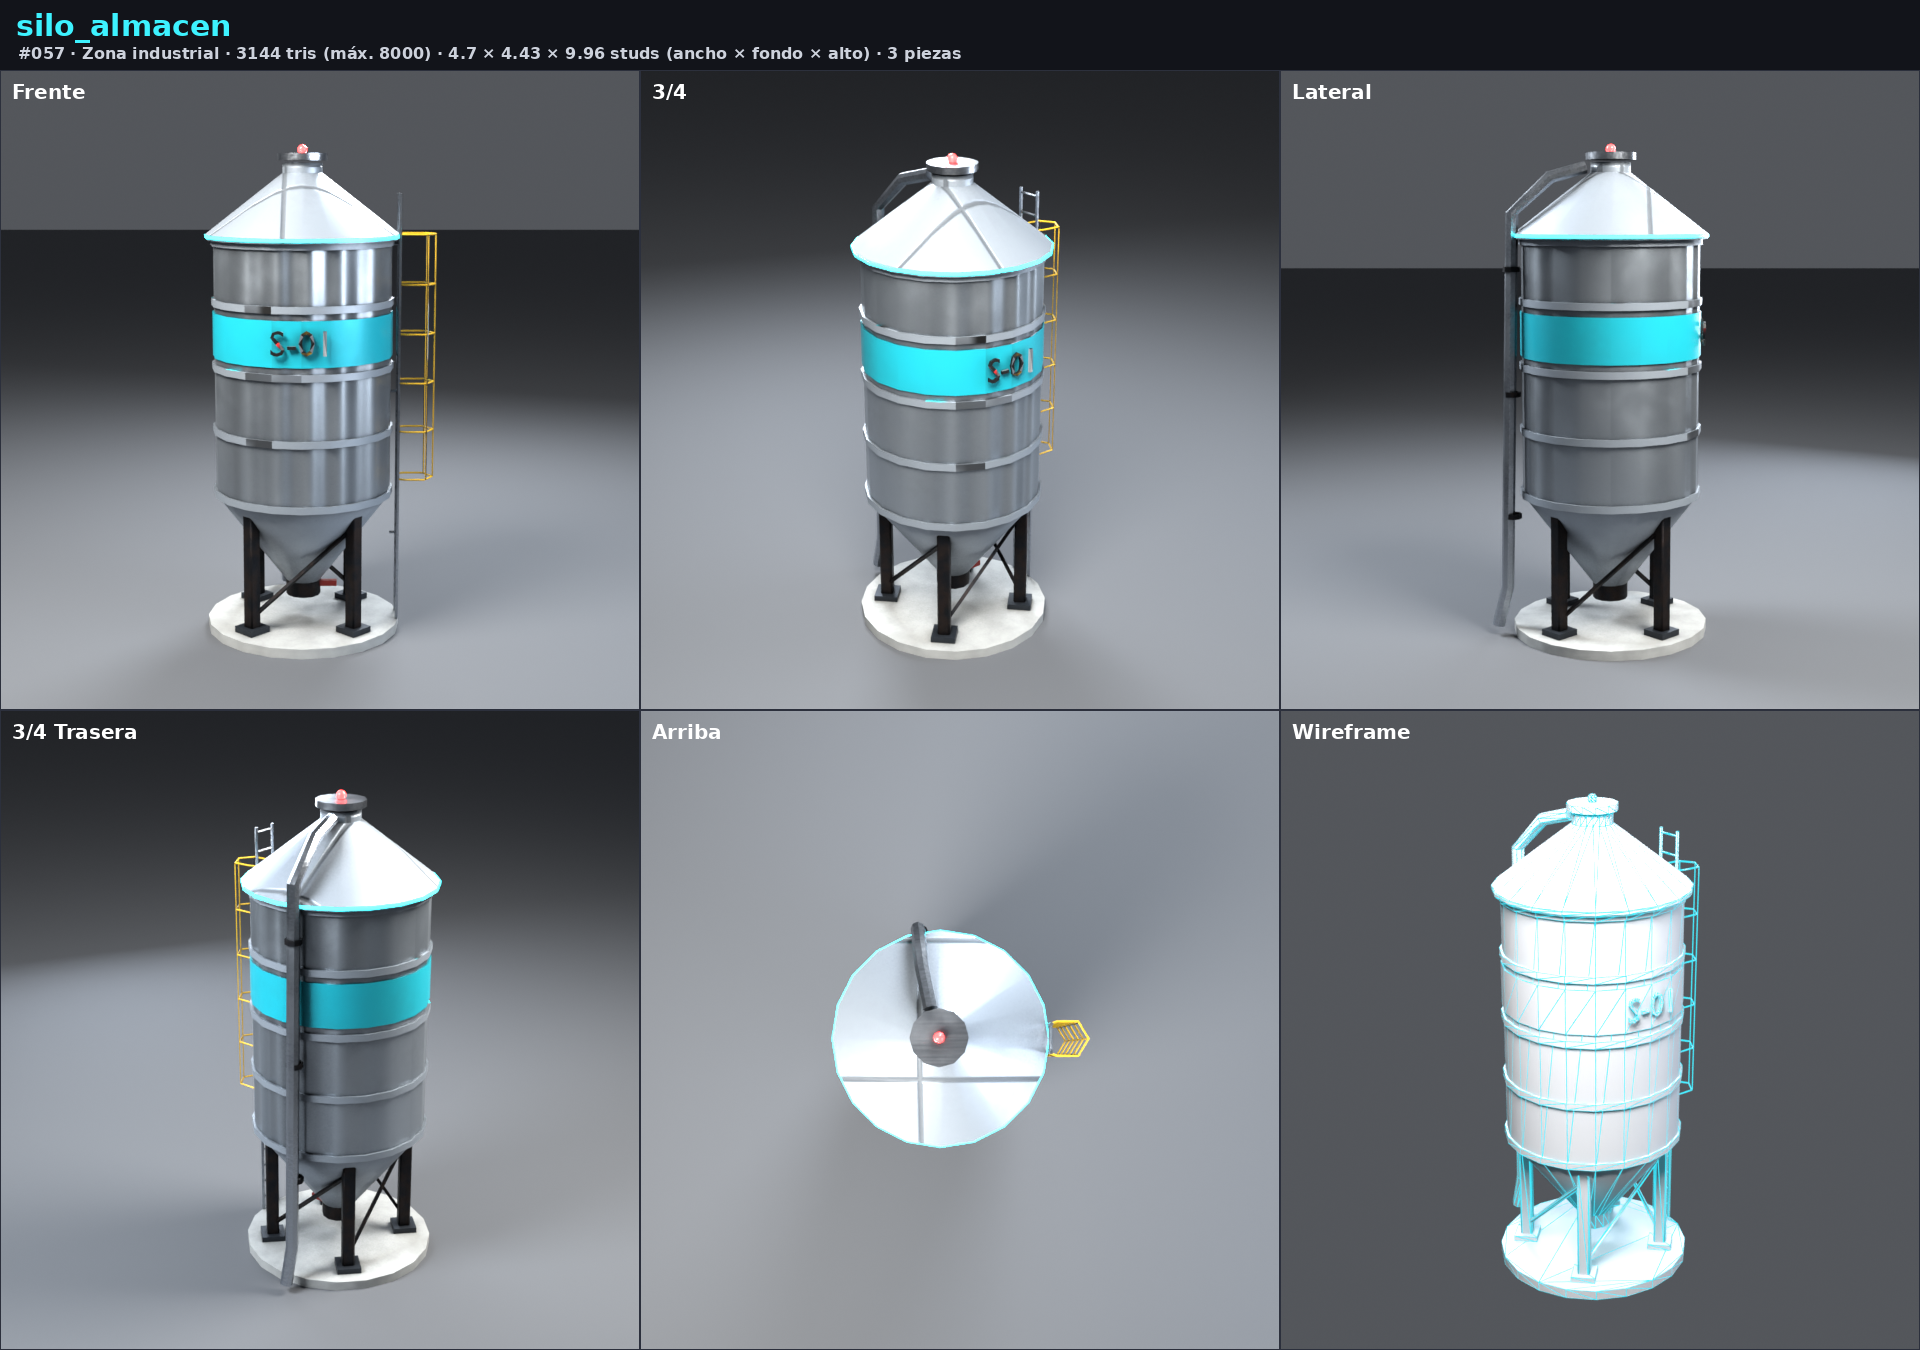 silo_almacen
#057 · Zona industrial · 3144 tris (máx. 8000) · 4.7 × 4.43 × 9.96 studs (ancho × fondo × alto) · 3 piezas
Frente
3/4
Lateral
S-01
S-01
3/4 Trasera
Arriba
Wireframe
S-01